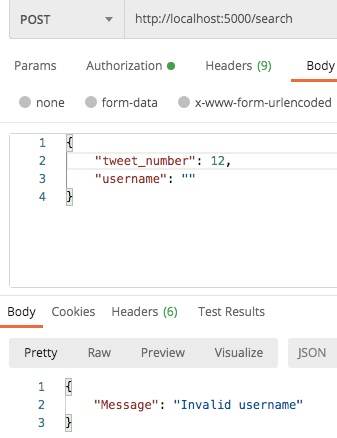 POST http://localhost:5000/search
Params Authorization Headers (9) Body
none form-data x-www-form-urlencoded
1 {
2 "tweet_number": 12,
3 "username": ""
4 }
Body Cookies Headers (6) Test Results
Pretty Raw Preview Visualize JSON
1 {
2 "Message": "Invalid username"
3 }